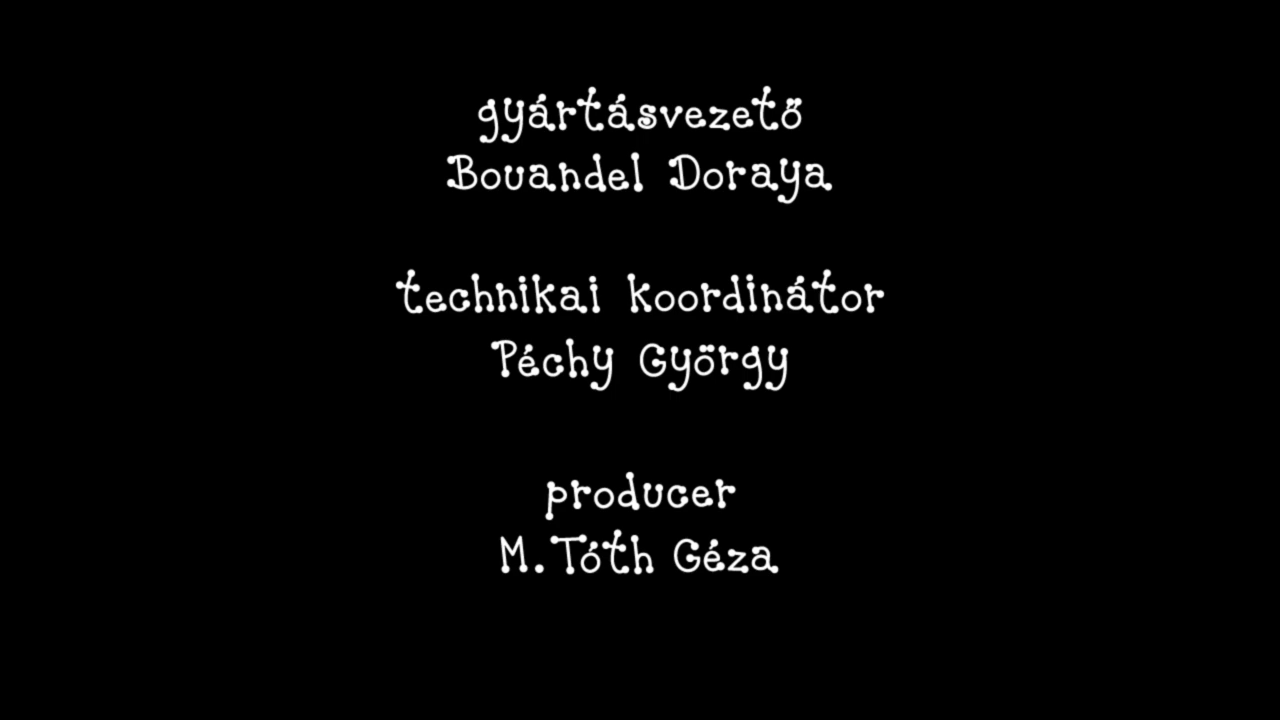 gyártásvezető
Bouandel Doraya
technikai koordinátor
Péchy György
producer
M. Tóth Géza